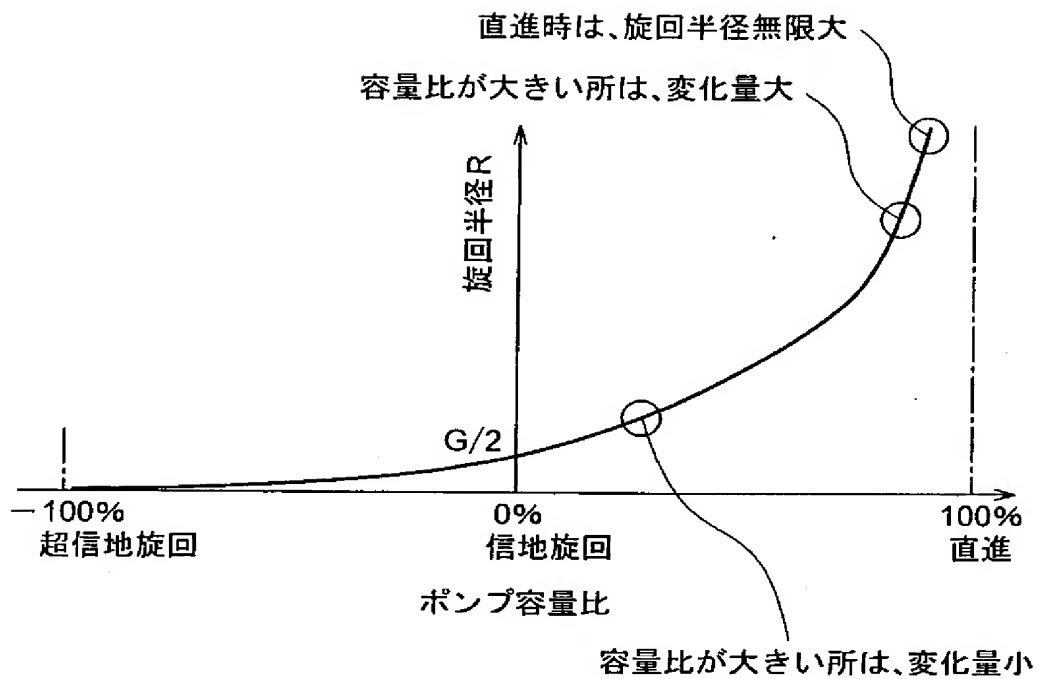 直進時は、旋回半径無限大
容量比が大きい所は、変化量大
旋回半径R
G/2
-100%
超信地旋回
0%
信地旋回
100%
直進
ポンプ容量比
容量比が大きい所は、変化量小